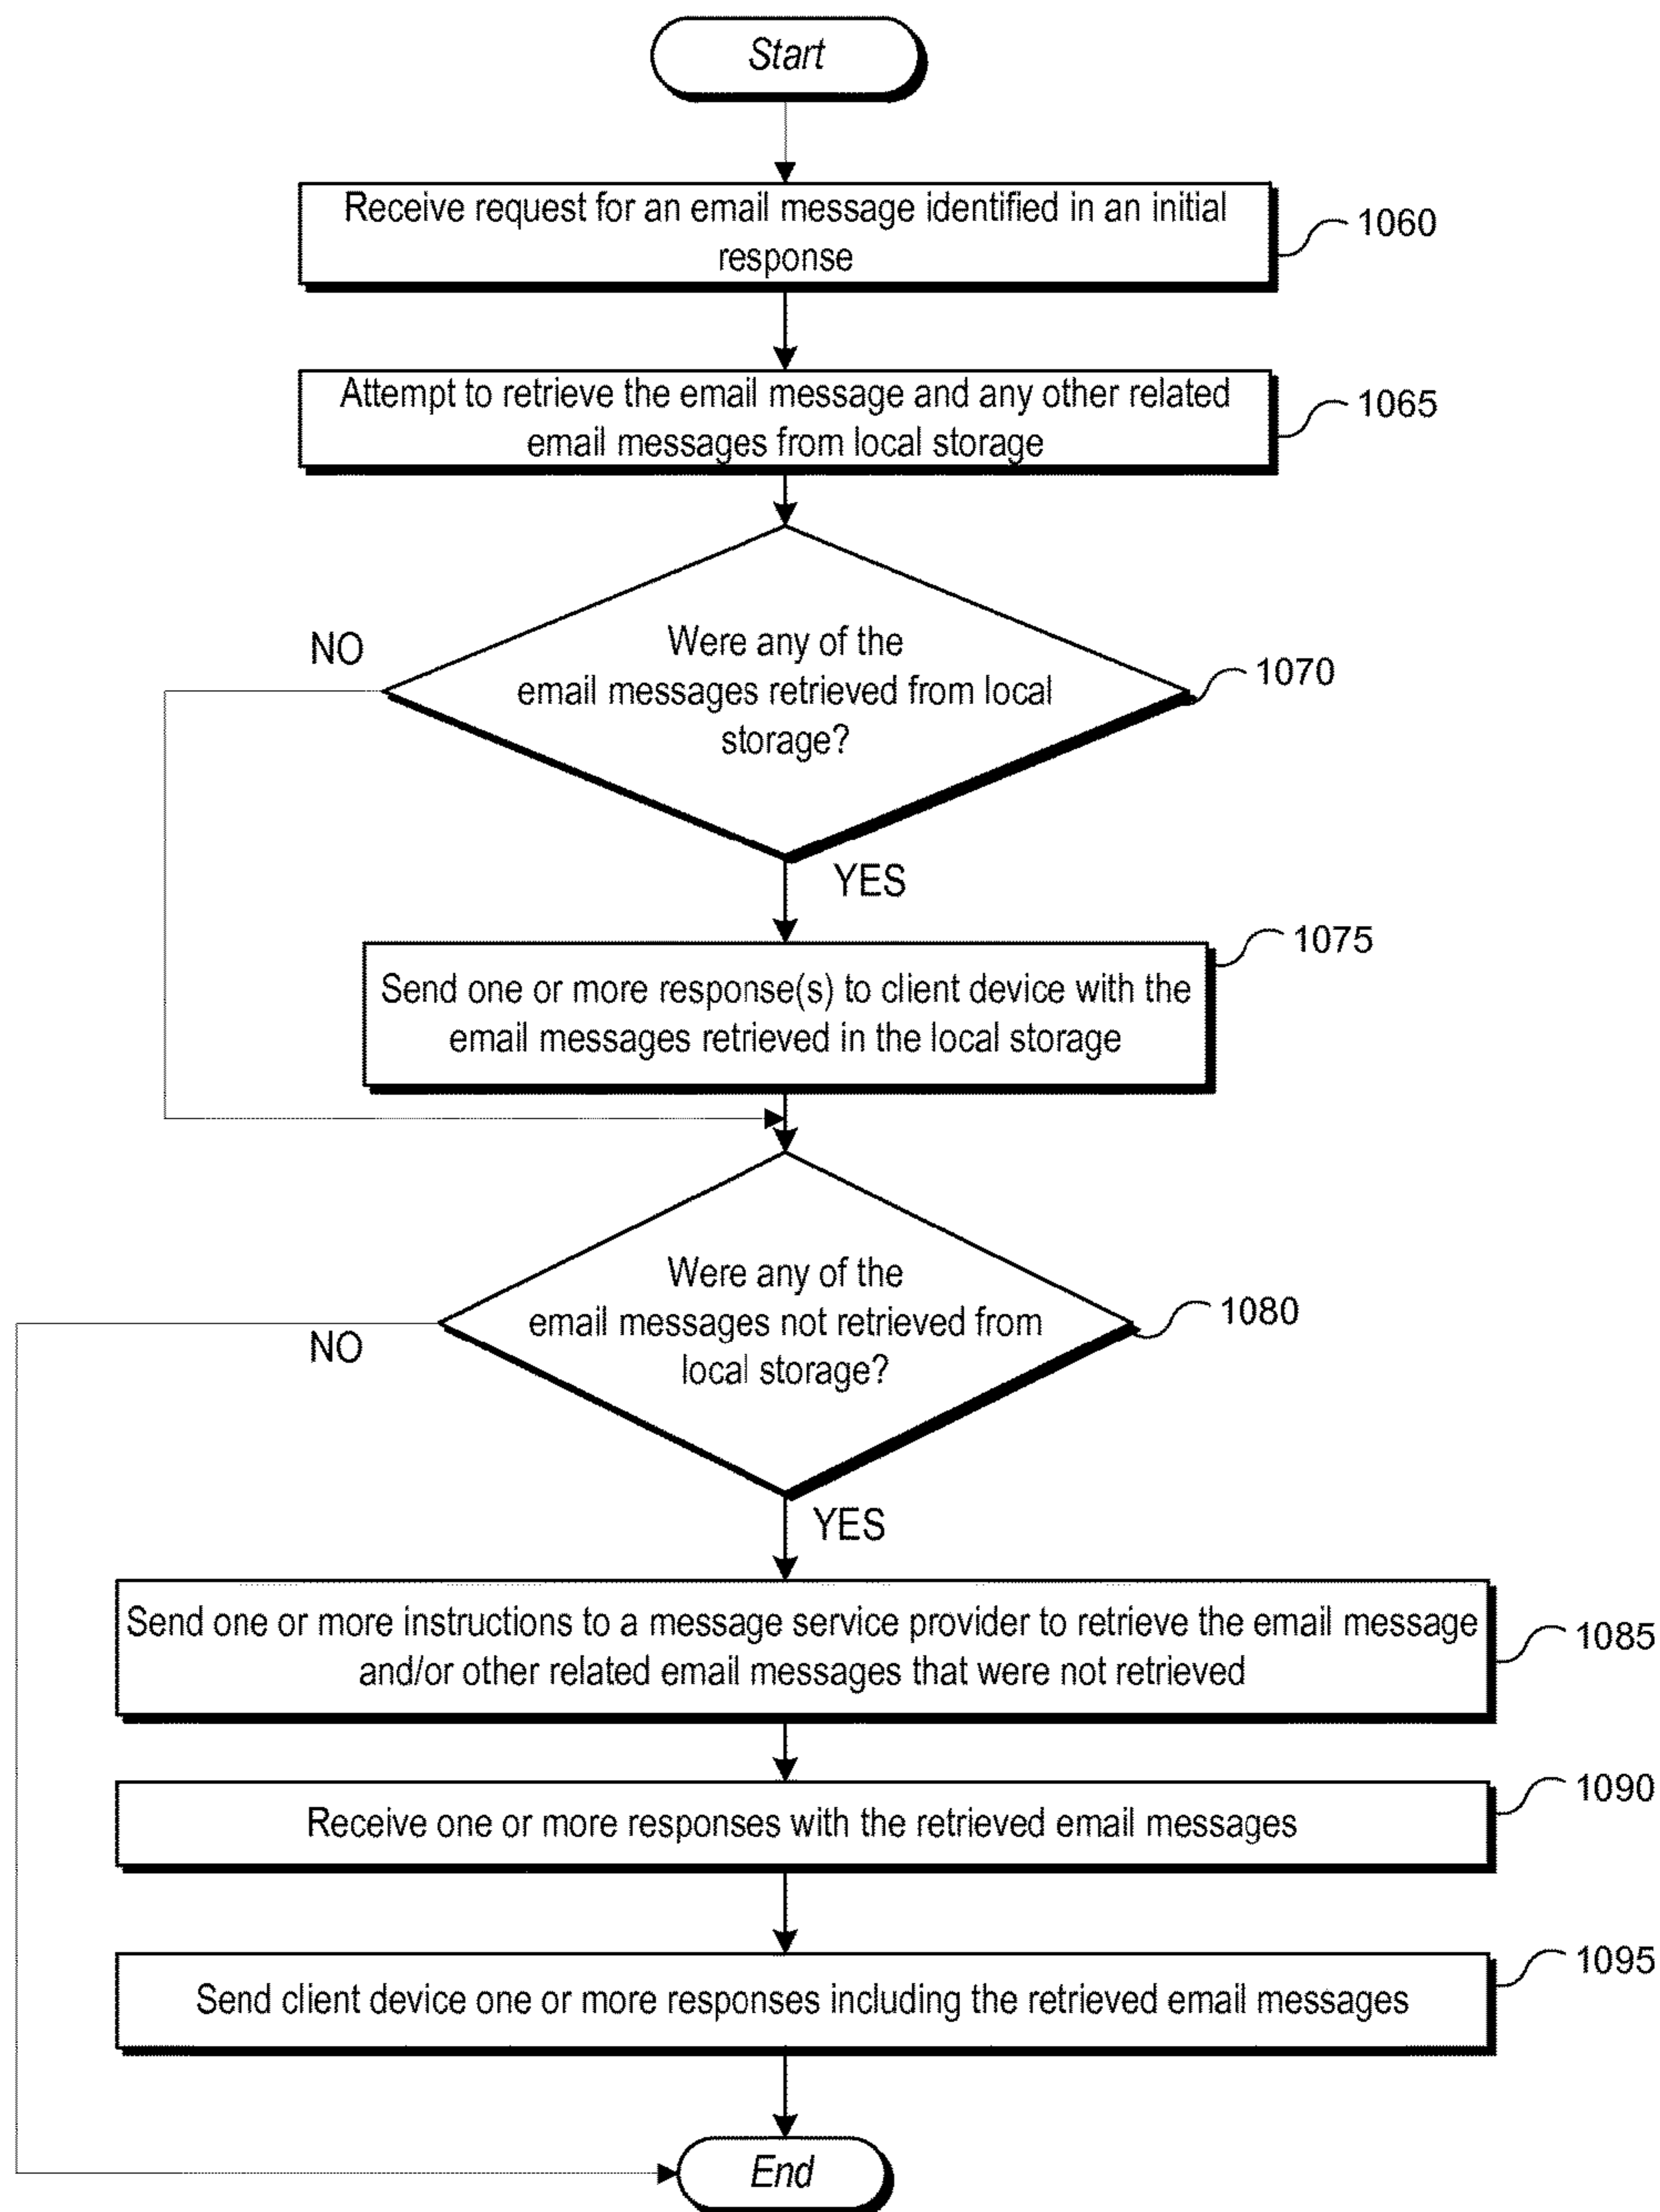 Start
Receive request for an email message identified in an initial
response
1060
Attempt to retrieve the email message and any other related
email messages from local storage
1065
NO
Were any of the
email messages retrieved from local
storage?
1070
YES
1075
Send one or more response(s) to client device with the
email messages retrieved in the local storage
Were any of the
email messages not retrieved from
local storage?
1080
NO
YES
Send one or more instructions to a message service provider to retrieve the email message
and/or other related email messages that were not retrieved
1085
Receive one or more responses with the retrieved email messages
1090
Send client device one or more responses including the retrieved email messages
1095
End